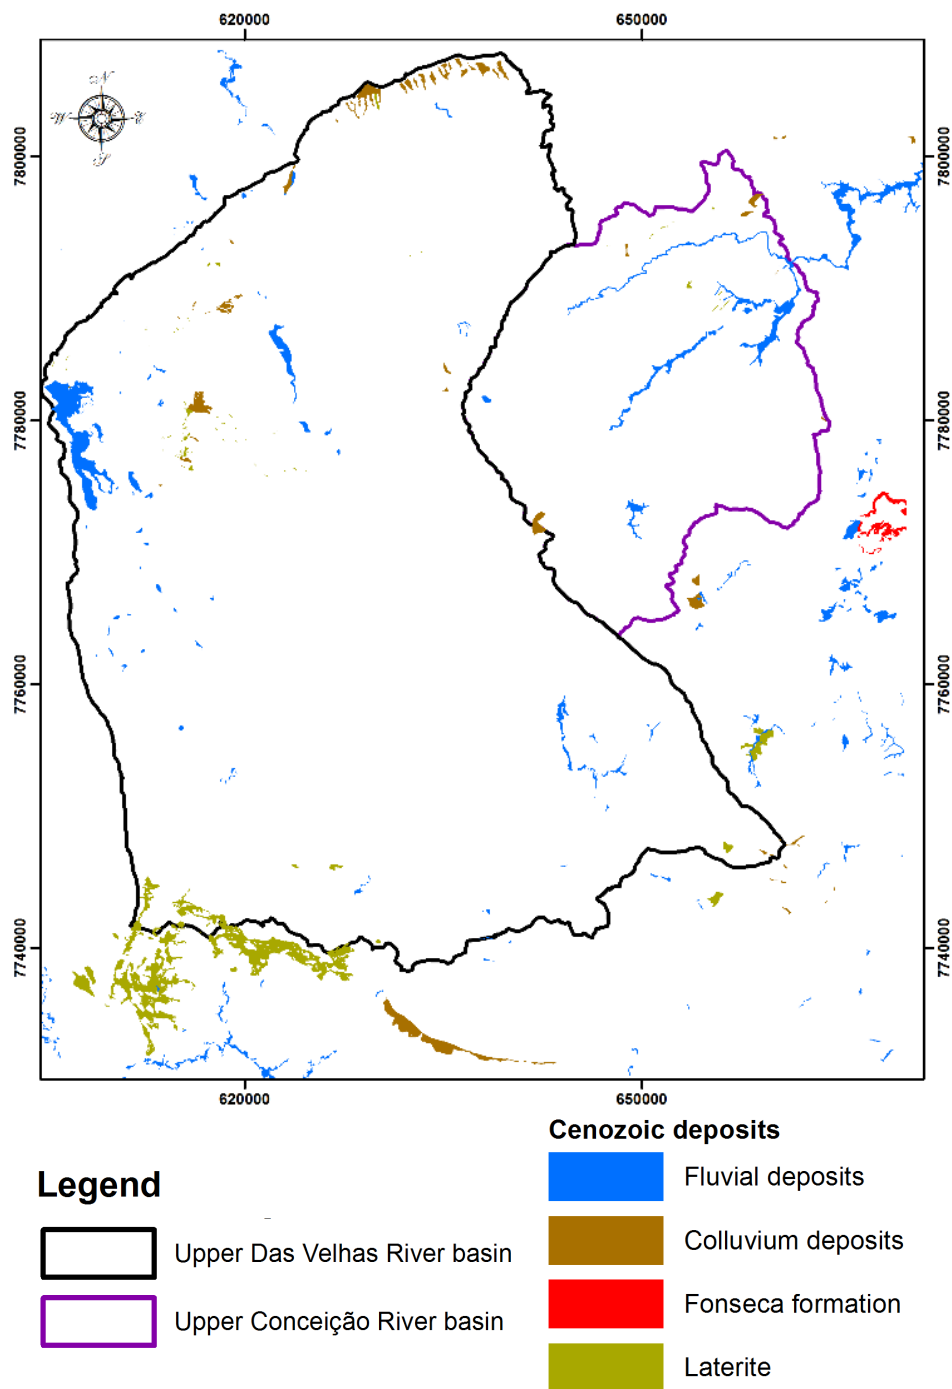 620000 650000
N
W E
S
7800000 7800000
7780000 7780000
7760000 7760000
7740000 7740000
620000 650000
Cenozoic deposits
Legend
Fluvial deposits
Upper Das Velhas River basin
Colluvium deposits
Upper Conceição River basin
Fonseca formation
Laterite